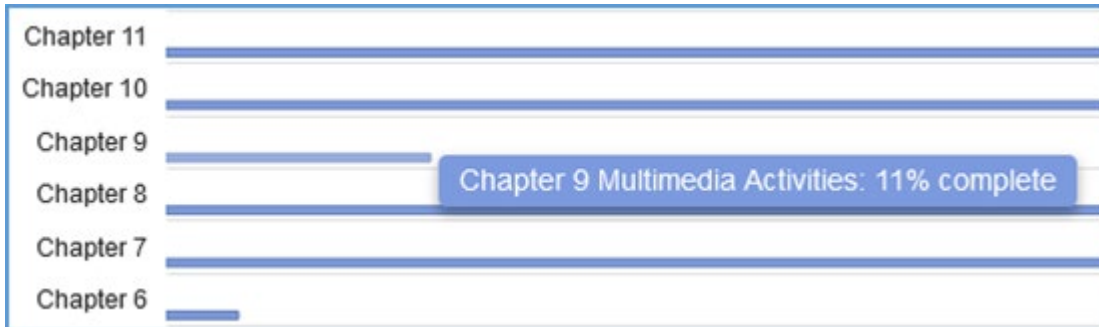 Chapter 11
Chapter 10
Chapter 9
Chapter 9 Multimedia Activities: 11% complete
Chapter 8
Chapter 7
Chapter 6